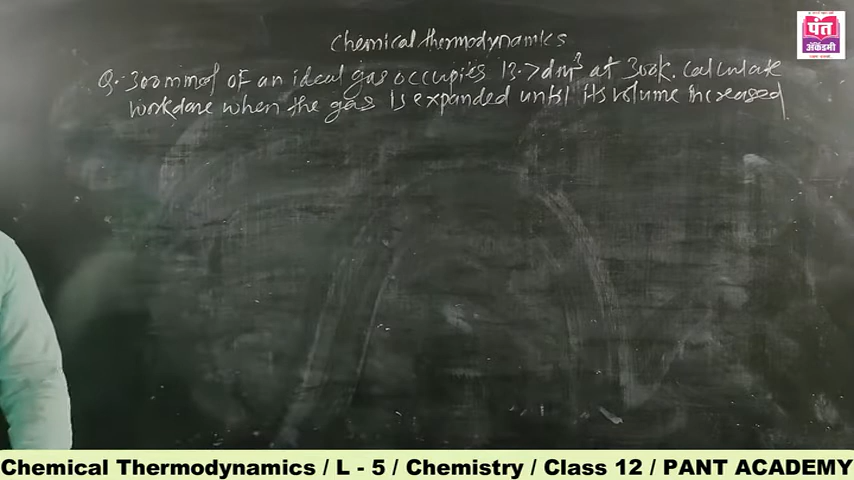 पंत
अॅकॅडमी
Chemical thermodynamics
Q. 300 mmol of an ideal gas occupies 13.7 dm³ at 300k. Calculate
workdone when the gas is expanded until its volume increased
Chemical Thermodynamics / L - 5 / Chemistry / Class 12 / PANT ACADEMY